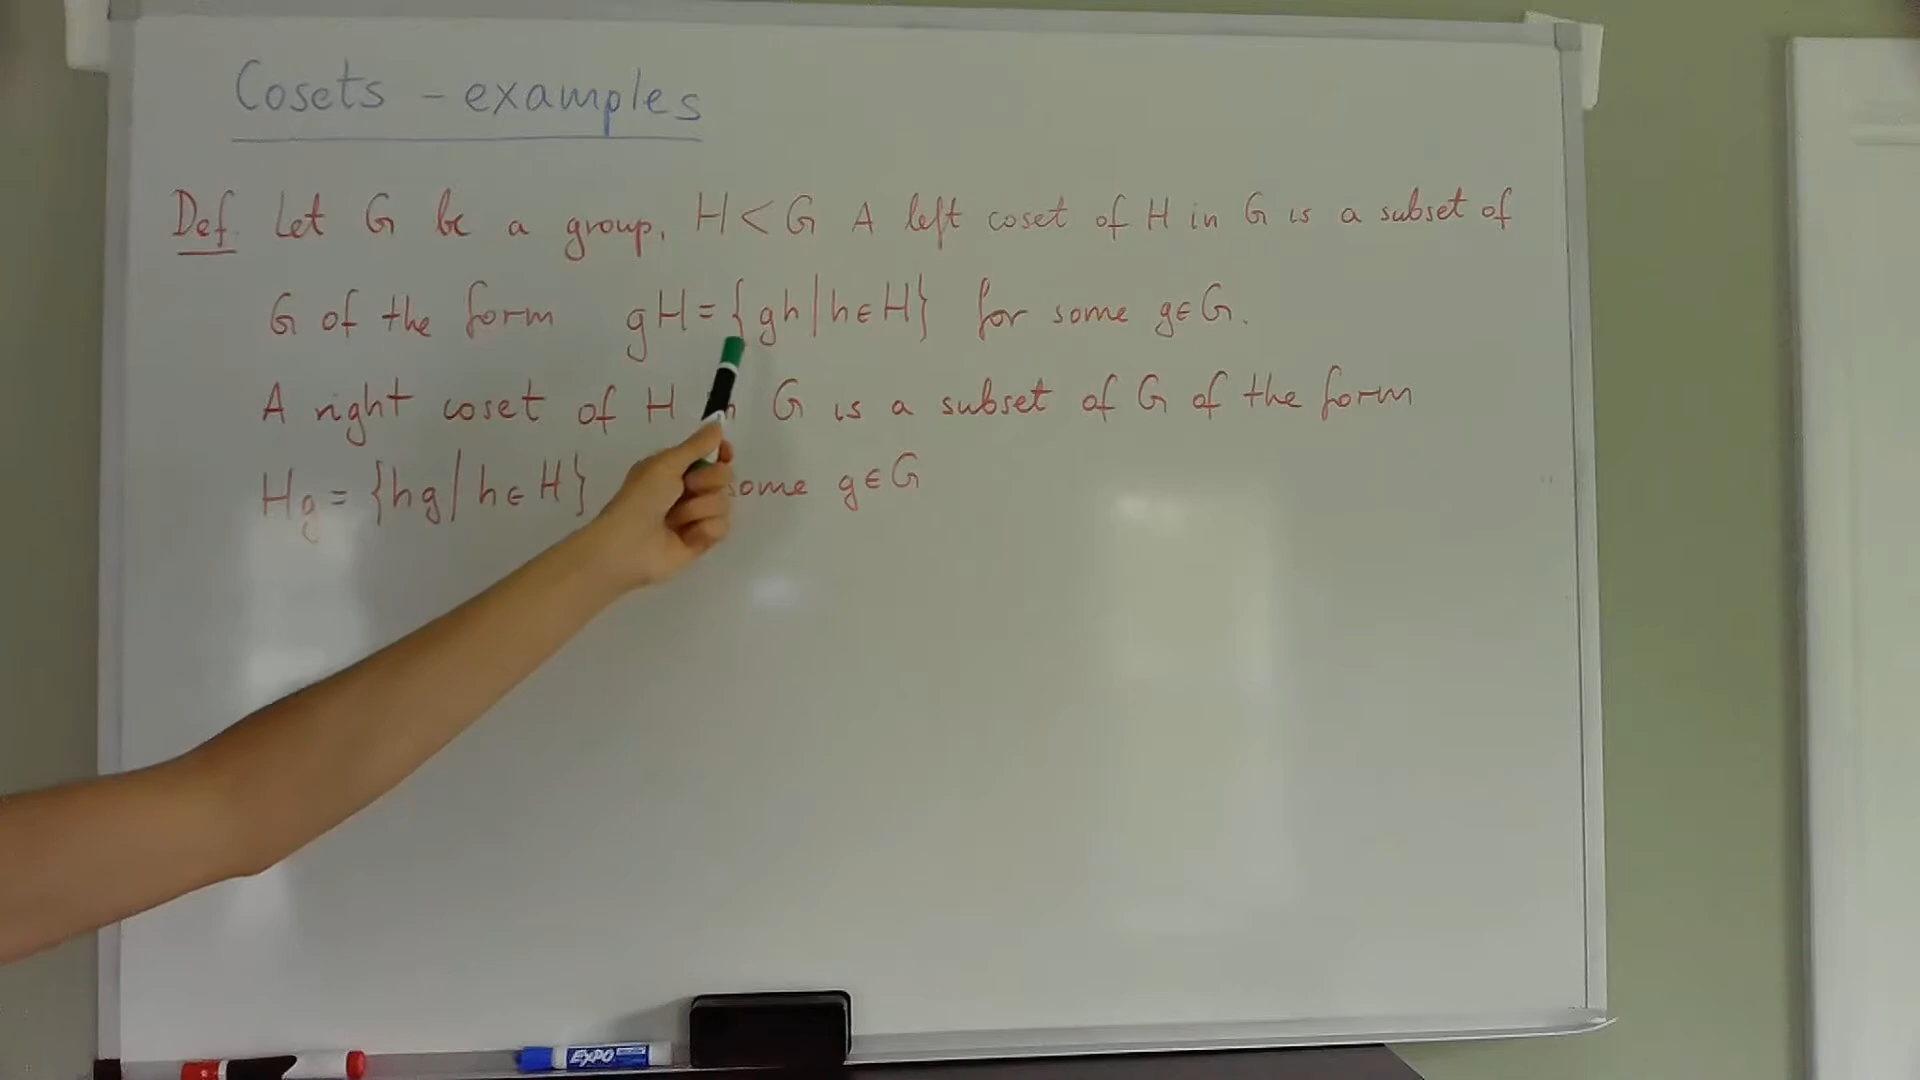 Cosets - examples
Def Let G be a group, H < G A left coset of H in G is a subset of
G of the form gH = {gh | h ∈ H} for some g ∈ G.
A right coset of H G is a subset of G of the form
Hg = {hg | h ∈ H} some g ∈ G
EXPO